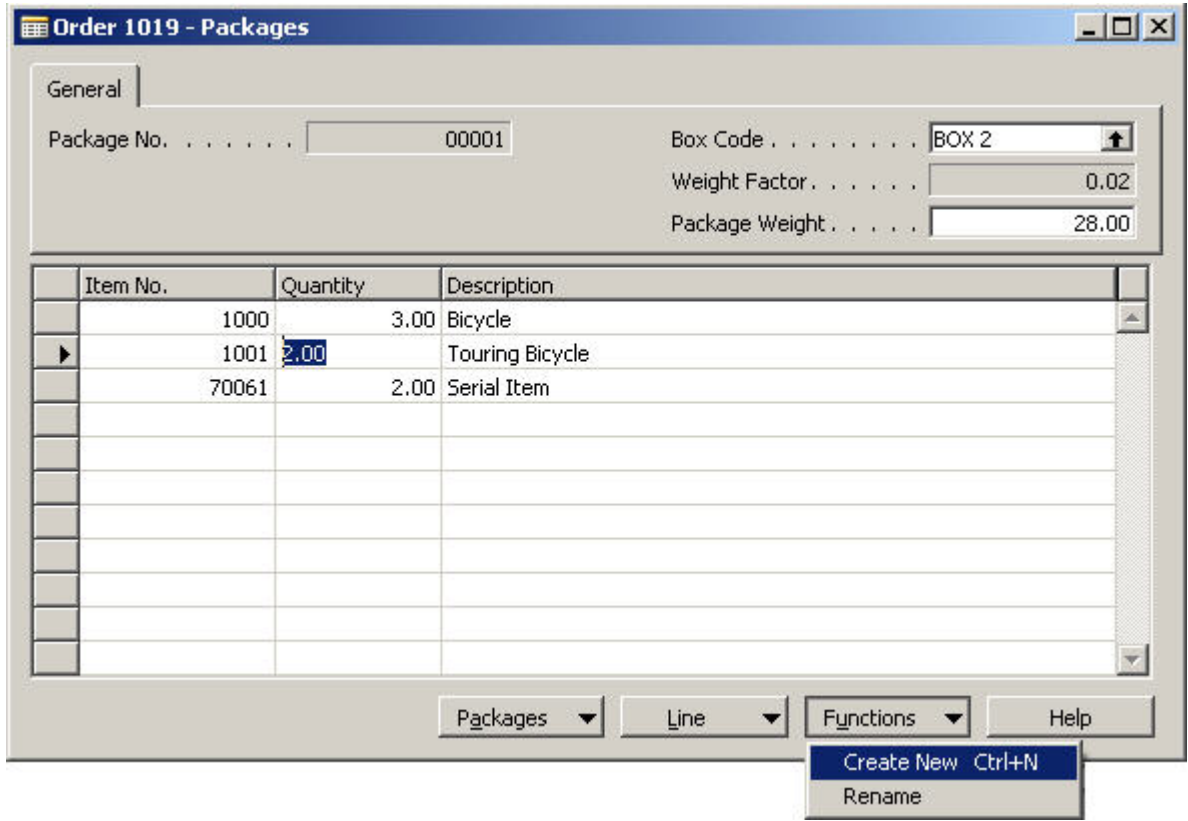 Order 1019 - Packages
General
Package No. . . . . . . 00001 Box Code . . . . . . . . BOX 2
Weight Factor. . . . . . 0.02
Package Weight . . . . . 28.00
Item No. Quantity Description
1000 3.00 Bicycle
1001 2.00 Touring Bicycle
70061 2.00 Serial Item
Packages Line Functions Help
Create New Ctrl+N
Rename